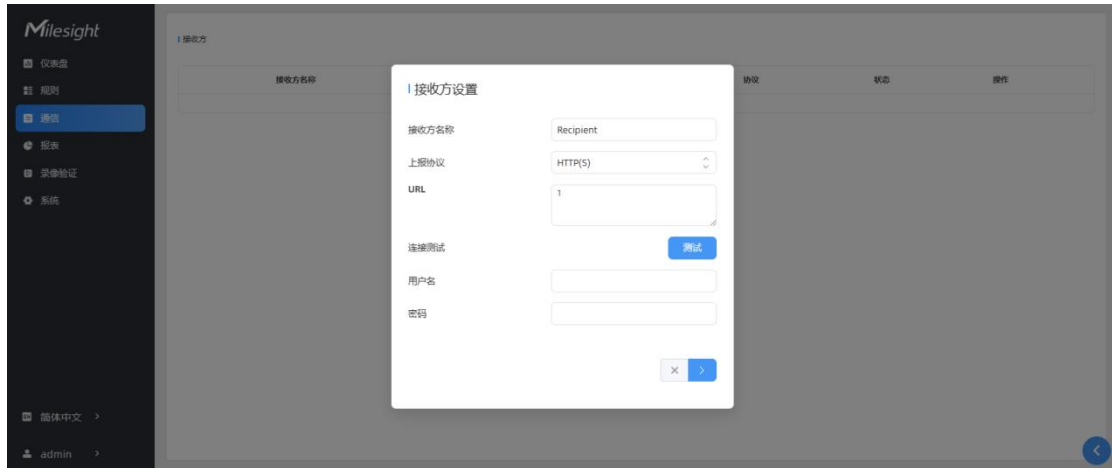 Milesight
仪表盘
规则
通信
报表
录像验证
系统
简体中文
admin
接收方
接收方名称 协议 状态 操作
接收方设置
接收方名称 Recipient
上报协议 HTTP(S)
URL 1
连接测试 测试
用户名
密码